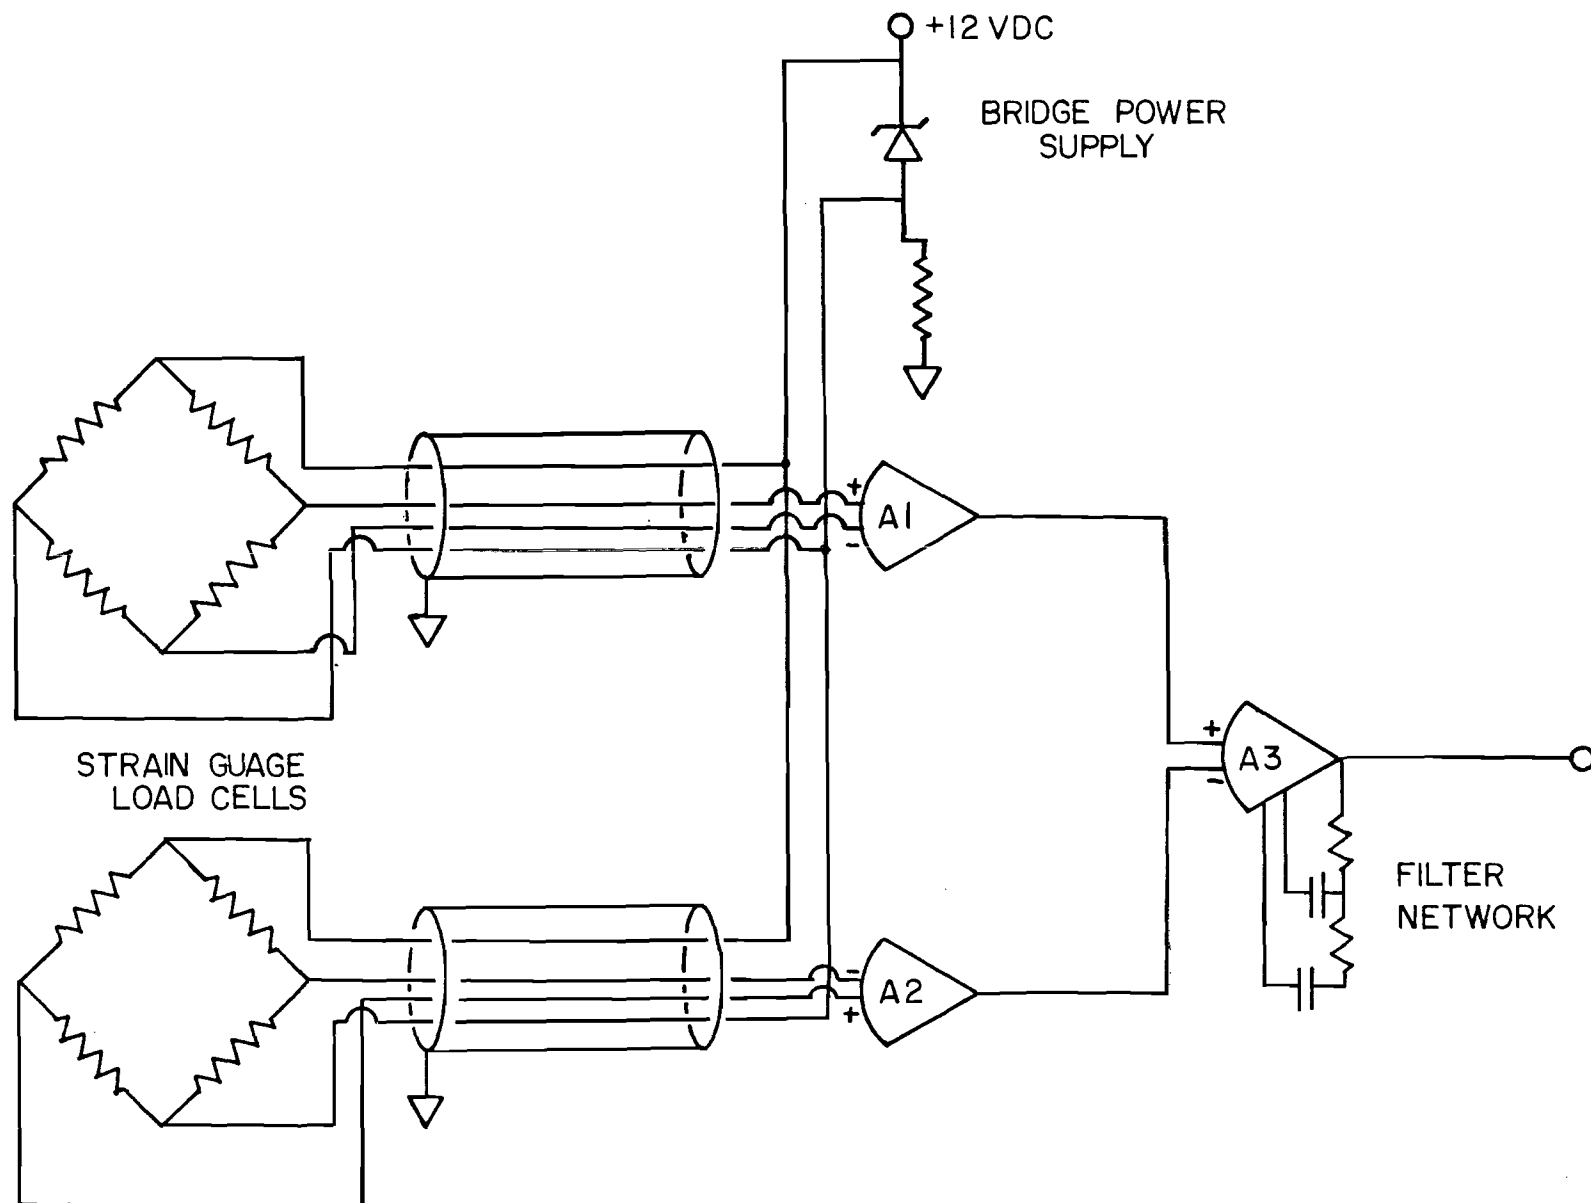 +12 VDC
BRIDGE POWER
SUPPLY
+
A1
-
STRAIN GUAGE
LOAD CELLS
+
A3
-
FILTER
NETWORK
-
A2
+